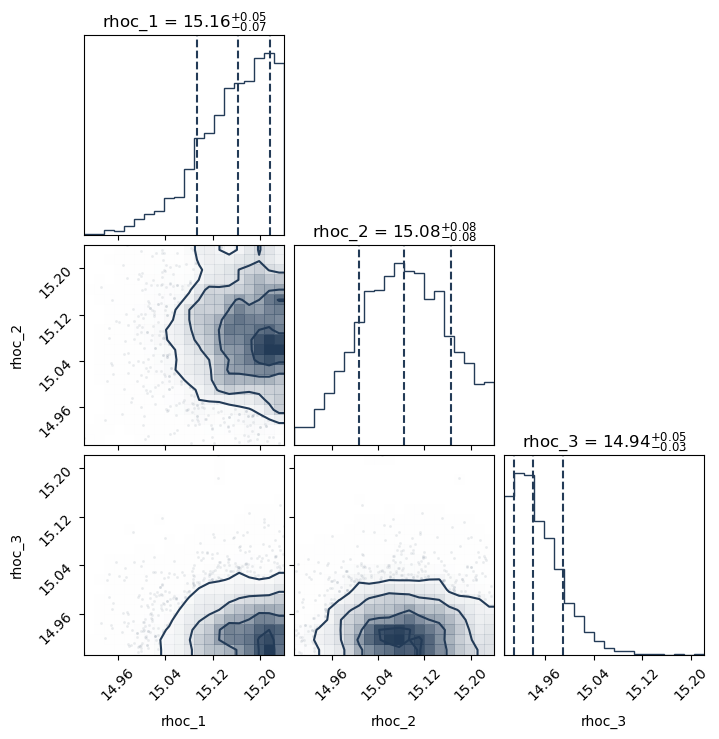 rhoc_1 = 15.16+0.05−0.07
rhoc_2 = 15.08+0.08−0.08
rhoc_2
15.20
15.12
15.04
14.96
rhoc_3 = 14.94+0.05−0.03
rhoc_3
15.20
15.12
15.04
14.96
14.96 15.04 15.12 15.20 14.96 15.04 15.12 15.20 14.96 15.04 15.12 15.20
rhoc_1 rhoc_2 rhoc_3